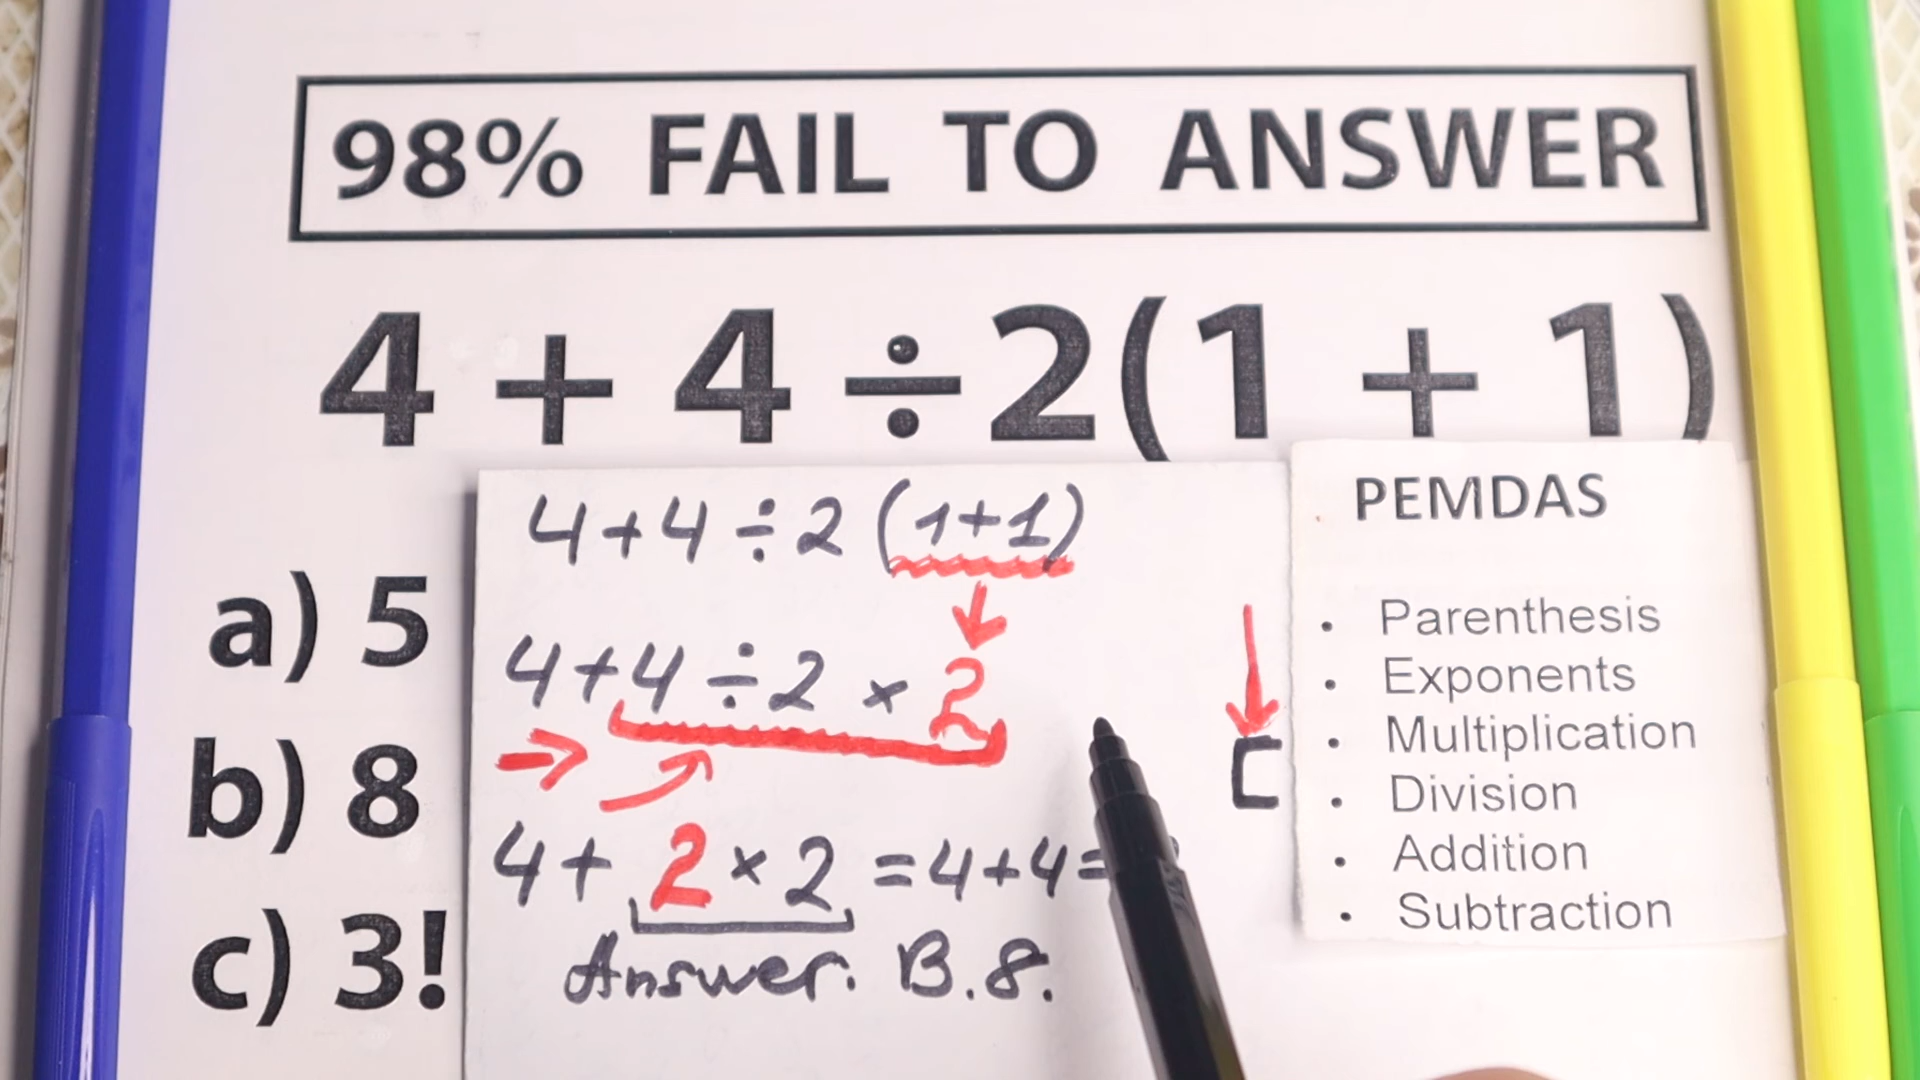 98% FAIL TO ANSWER
4 + 4 ÷ 2(1 + 1)
a) 5
b) 8
c) 3!
4+4÷2(1+1)
4+4÷2×2
4+2×2=4+4=
Answer. B.8.
PEMDAS
• Parenthesis
• Exponents
• Multiplication
• Division
• Addition
• Subtraction